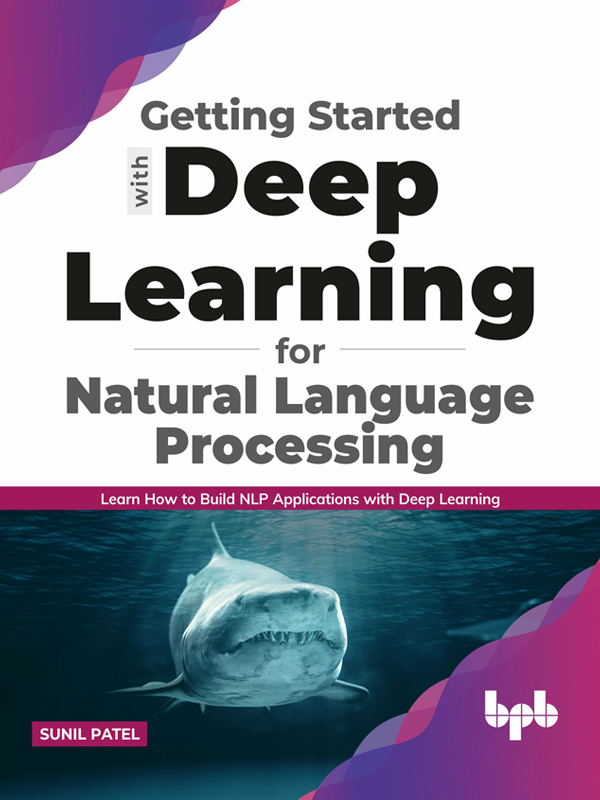 Getting Started
with
Deep
Learning
for
Natural Language
Processing
Learn How to Build NLP Applications with Deep Learning
SUNIL PATEL
bpb